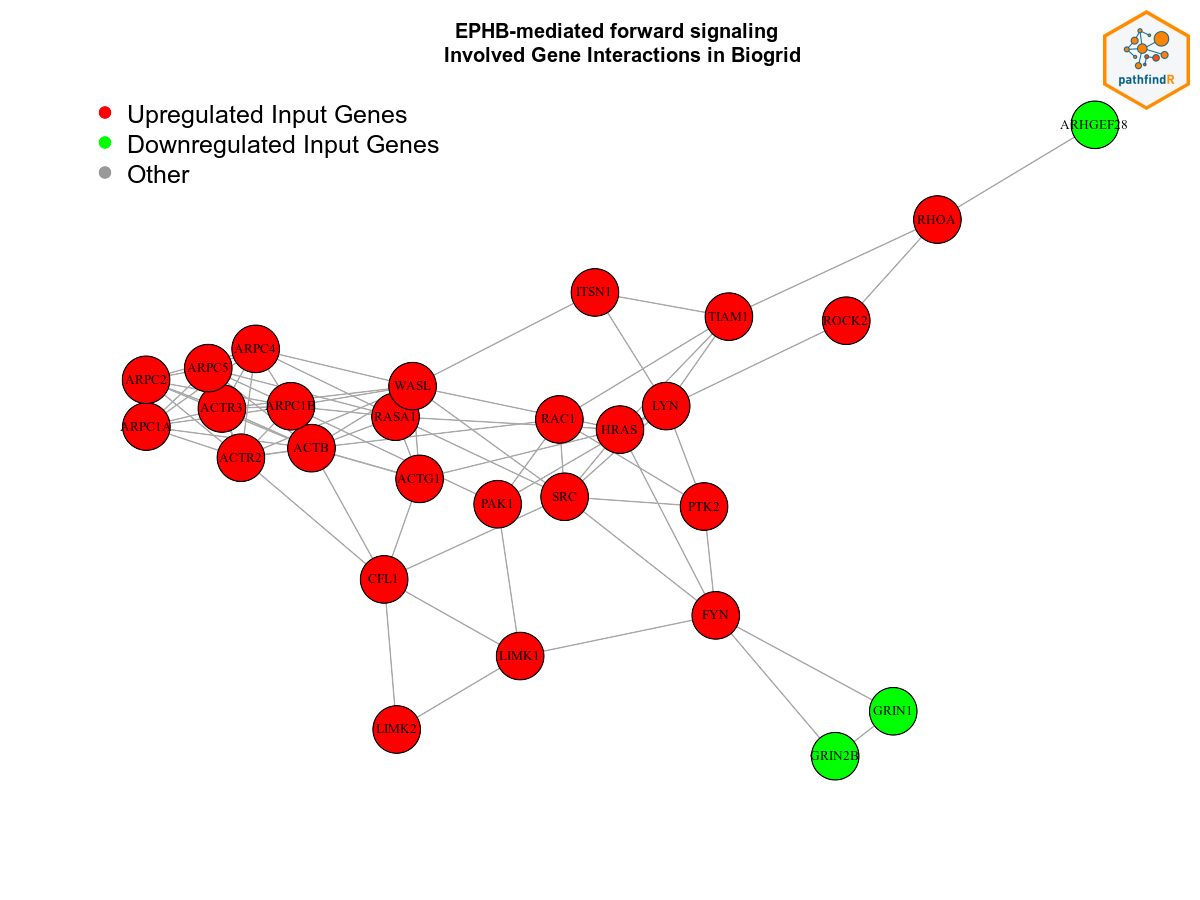 EPHB-mediated forward signaling
Involved Gene Interactions in Biogrid
pathfindR
Upregulated Input Genes
Downregulated Input Genes
Other
ARHGEF28
RHOA
ITSN1
TIAM1
ROCK2
ARPC4
ARPC5
ARPC2
WASL
ACTR3
ARPC1B
LYN
RASA1
RAC1
ARPC1A
HRAS
ACTB
ACTR2
ACTG1
SRC
PAK1
PTK2
CFL1
FYN
LIMK1
GRIN1
LIMK2
GRIN2B